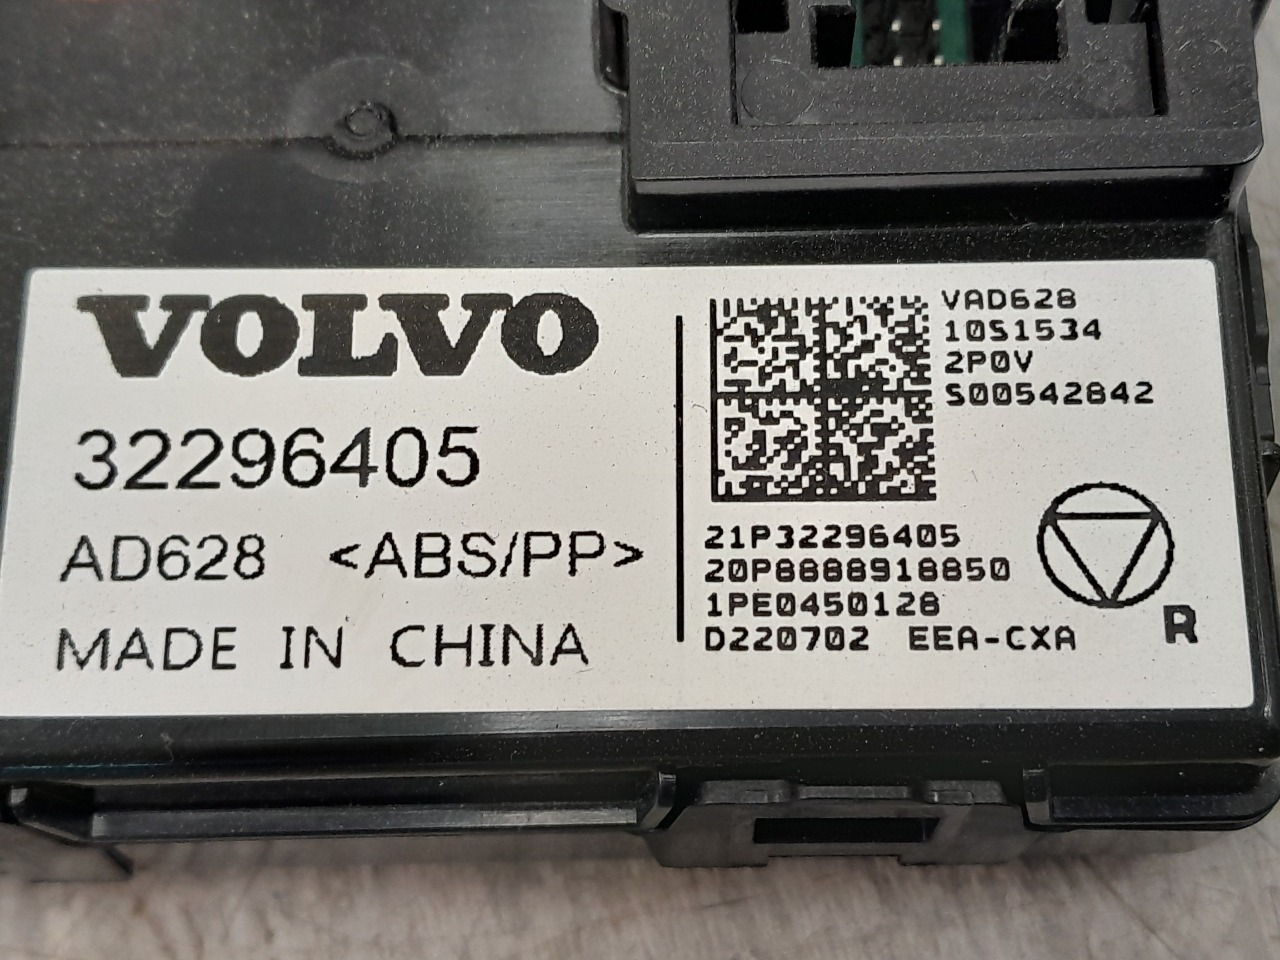 VOLVO
32296405
AD628 <ABS/PP>
MADE IN CHINA
VAD628
10S1534
2P0V
S00542842
21P32296405
20P8888918850
1PE0450128
D220702 EEA-CXA
R